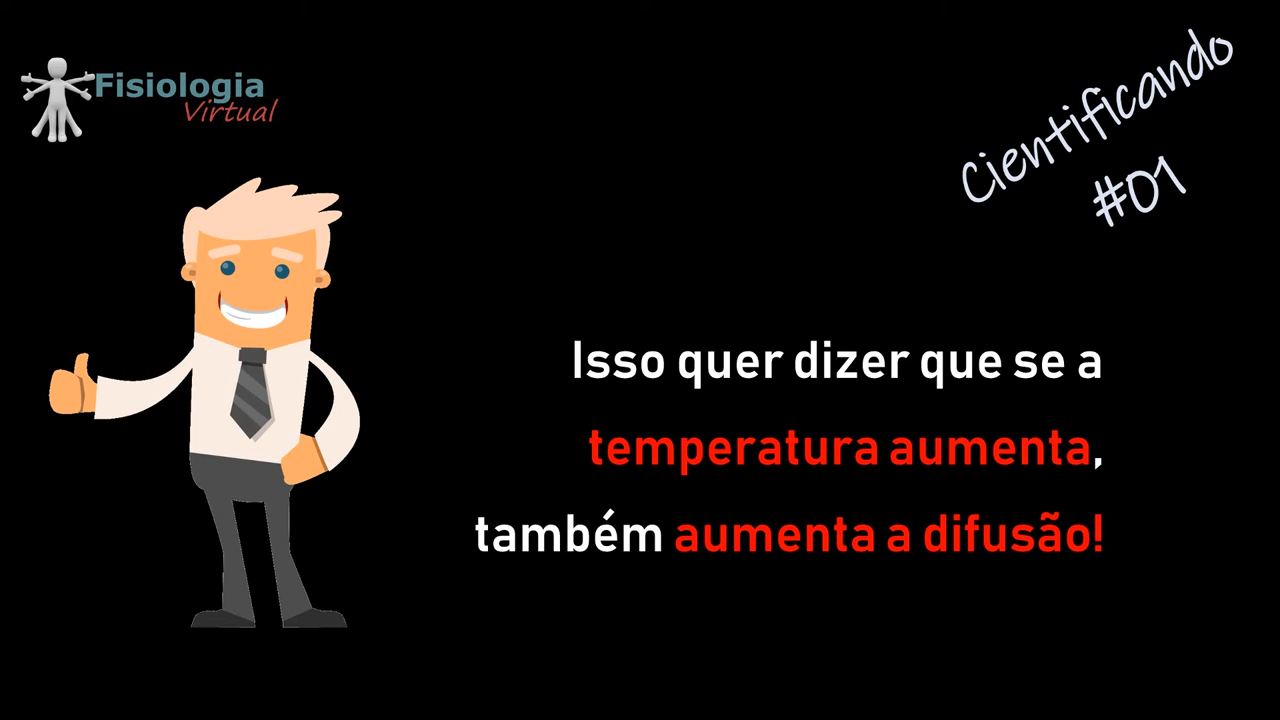 Fisiologia
Virtual
Cientificando
#01
Isso quer dizer que se a
temperatura aumenta,
também aumenta a difusão!